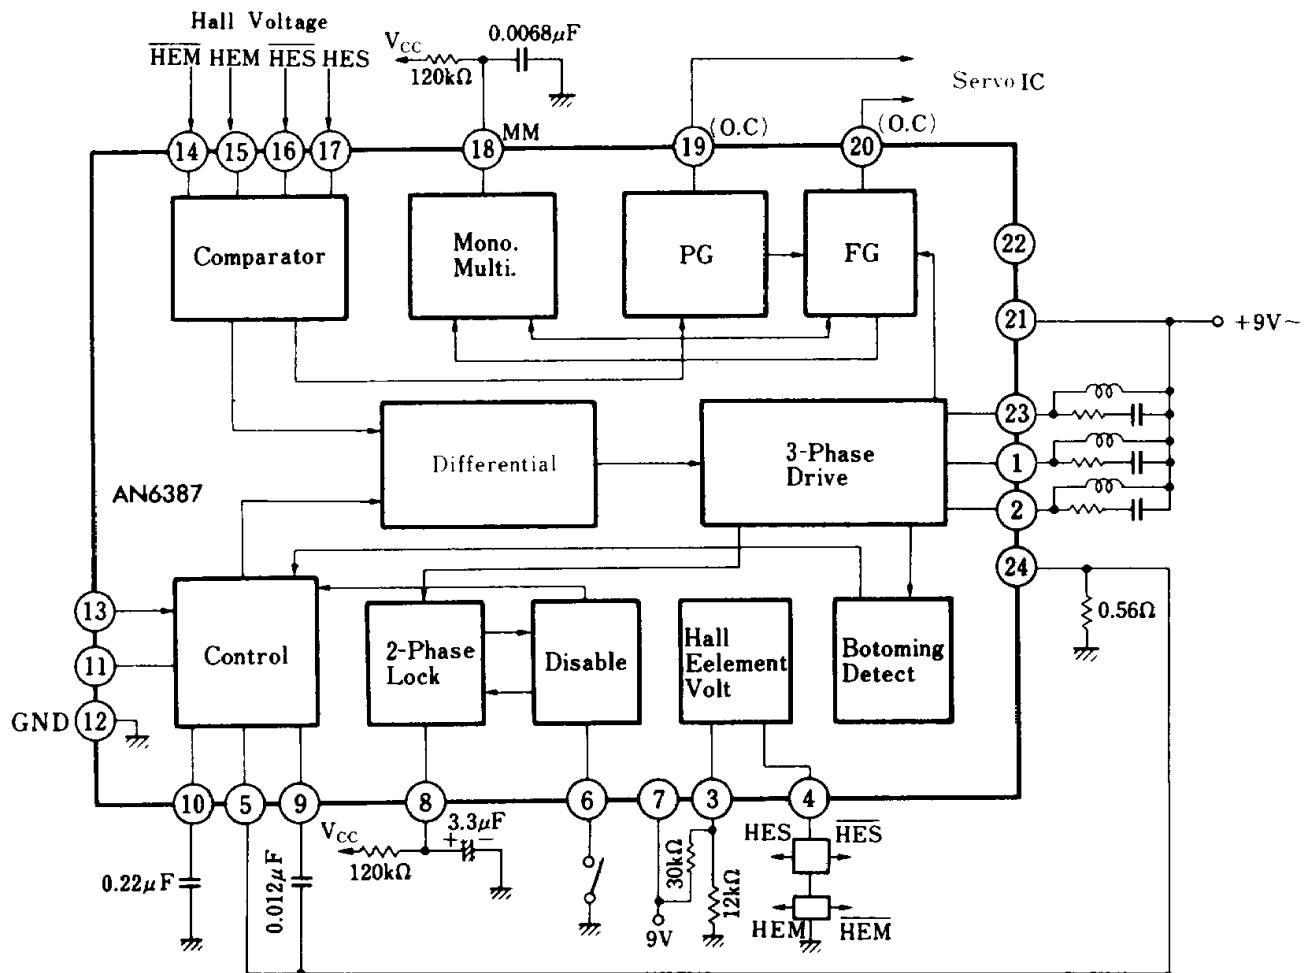 Hall Voltage
HEM HEM HES HES
VCC
120kΩ
0.0068μF
Servo IC
14
15
16
17
18
MM
19
(O.C)
20
(O.C)
Comparator
Mono.
Multi.
PG
FG
22
21
+9V~
23
1
2
24
0.56Ω
Differential
3-Phase
Drive
AN6387
13
11
GND 12
Control
2-Phase
Lock
Disable
Hall
Eelement
Volt
Botoming
Detect
10
5
9
8
6
7
3
4
0.22μF
0.012μF
VCC
120kΩ
3.3μF
+ −
30kΩ
12kΩ
9V
HES HES
HEM HEM